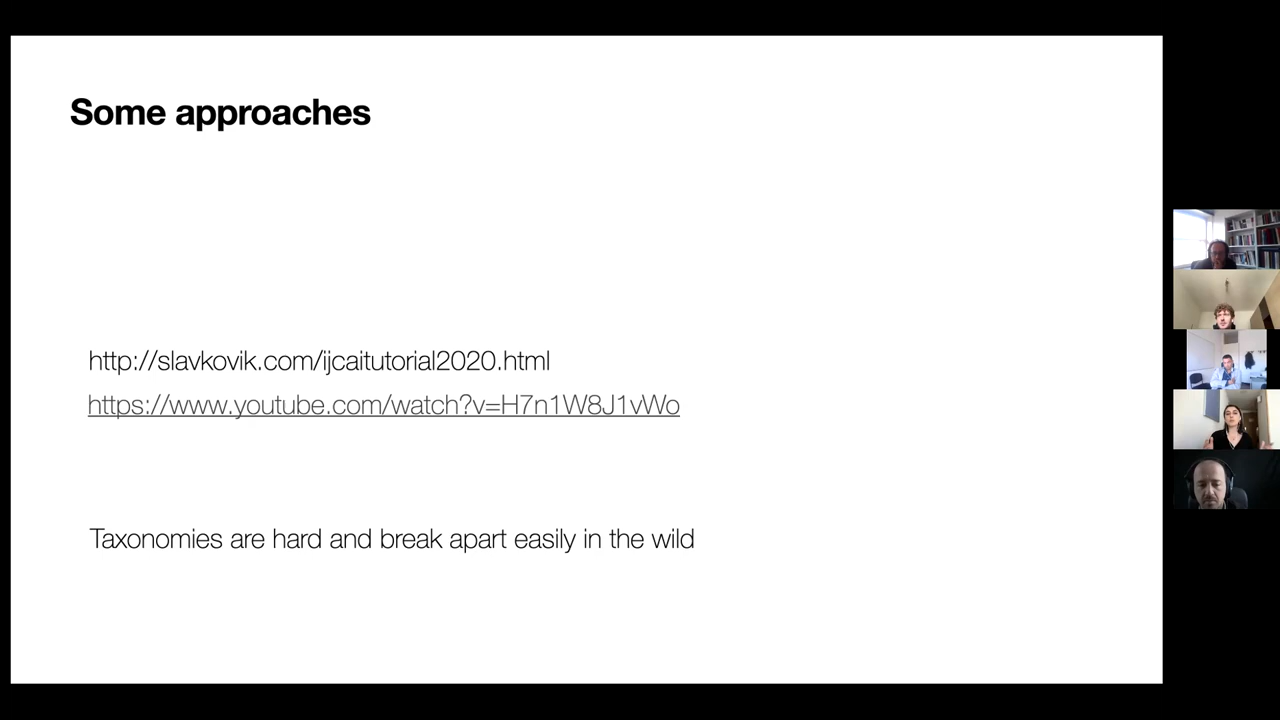 Some approaches
http://slavkovik.com/ijcaitutorial2020.html
https://www.youtube.com/watch?v=H7n1W8J1vWo
Taxonomies are hard and break apart easily in the wild